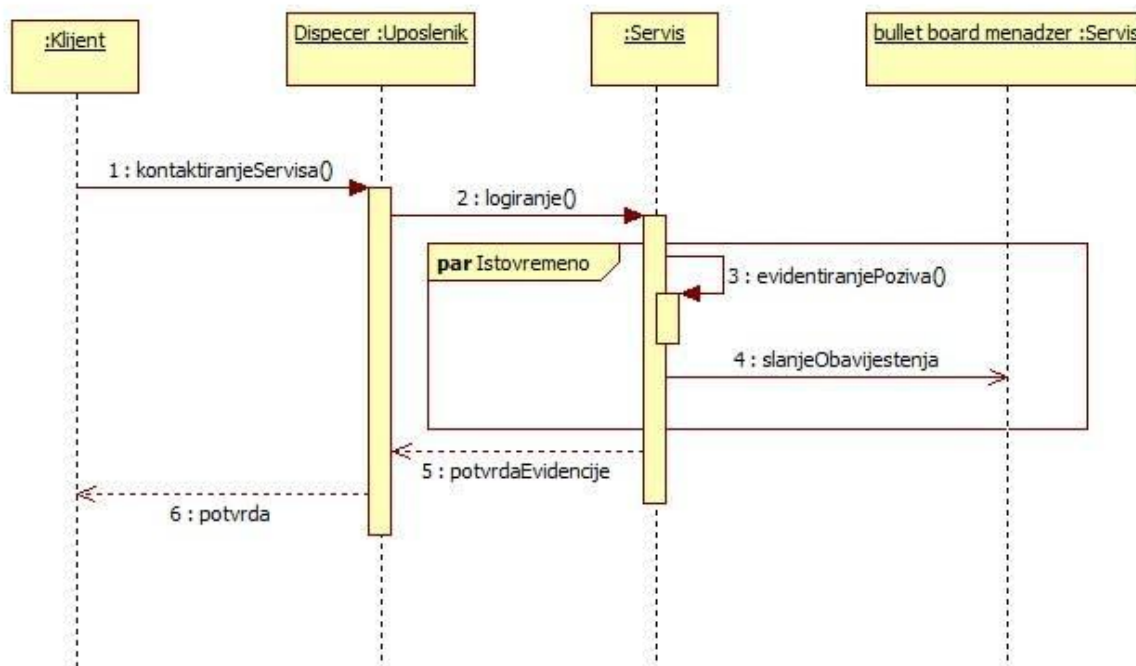 :Klijent
Dispecer :Uposlenik
:Servis
bullet board menadzer :Servis
1 : kontaktiranjeServisa()
2 : logiranje()
par Istovremeno
3 : evidentiranjePoziva()
4 : slanjeObavijestenja
5 : potvrdaEvidencije
6 : potvrda